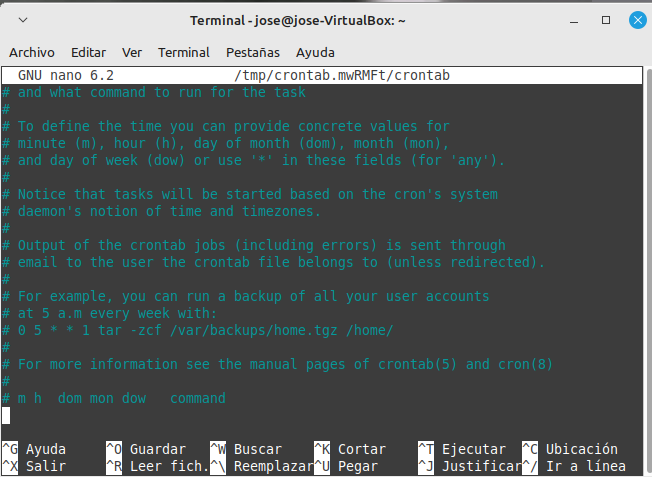 Terminal - jose@jose-VirtualBox: ~
Archivo Editar Ver Terminal Pestañas Ayuda
GNU nano 6.2 /tmp/crontab.mwRMFt/crontab
# and what command to run for the task
#
# To define the time you can provide concrete values for
# minute (m), hour (h), day of month (dom), month (mon),
# and day of week (dow) or use '*' in these fields (for 'any').
#
# Notice that tasks will be started based on the cron's system
# daemon's notion of time and timezones.
#
# Output of the crontab jobs (including errors) is sent through
# email to the user the crontab file belongs to (unless redirected).
#
# For example, you can run a backup of all your user accounts
# at 5 a.m every week with:
# 0 5 * * 1 tar -zcf /var/backups/home.tgz /home/
#
# For more information see the manual pages of crontab(5) and cron(8)
#
# m h  dom mon dow   command
^G Ayuda ^O Guardar ^W Buscar ^K Cortar ^T Ejecutar ^C Ubicación
^X Salir ^R Leer fich. ^\ Reemplazar ^U Pegar ^J Justificar ^/ Ir a línea